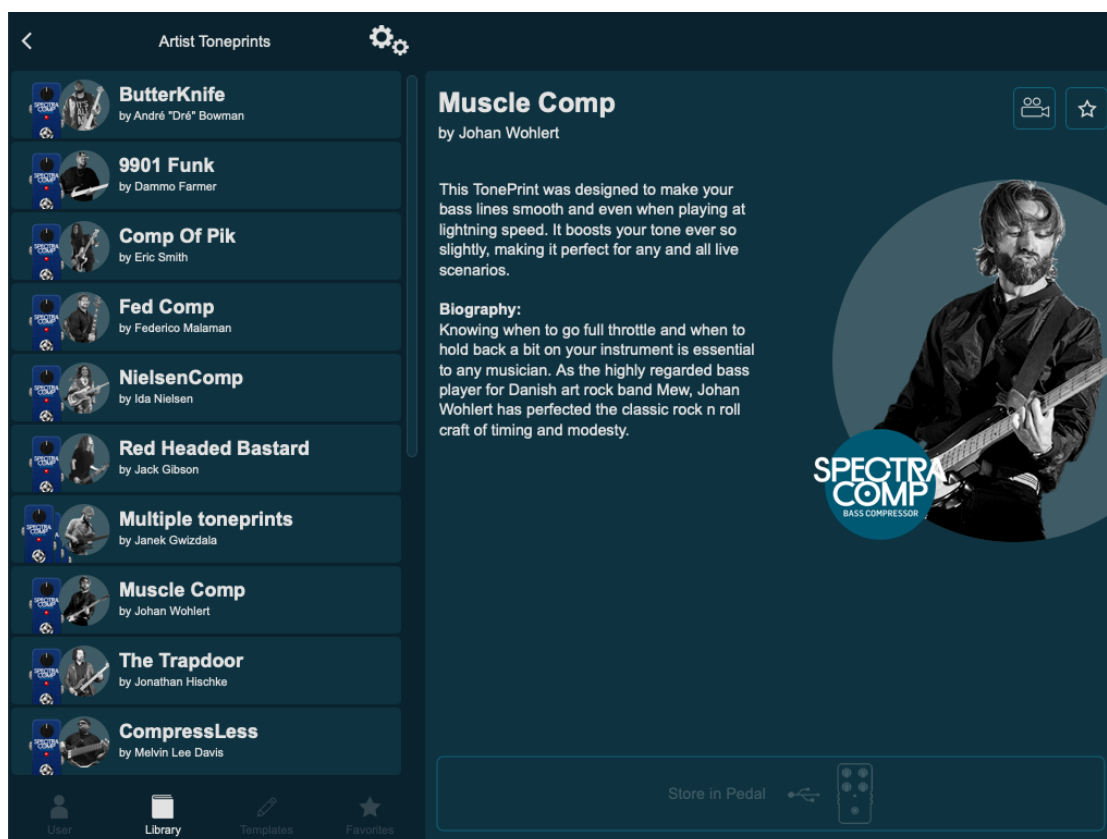 Artist Toneprints
ButterKnife
by André "Dré" Bowman
9901 Funk
by Dammo Farmer
Comp Of Pik
by Eric Smith
Fed Comp
by Federico Malaman
NielsenComp
by Ida Nielsen
Red Headed Bastard
by Jack Gibson
Multiple toneprints
by Janek Gwizdala
Muscle Comp
by Johan Wohlert
The Trapdoor
by Jonathan Hischke
CompressLess
by Melvin Lee Davis
User
Library
Templates
Favorites
Muscle Comp
by Johan Wohlert
This TonePrint was designed to make your
bass lines smooth and even when playing at
lightning speed. It boosts your tone ever so
slightly, making it perfect for any and all live
scenarios.
Biography:
Knowing when to go full throttle and when to
hold back a bit on your instrument is essential
to any musician. As the highly regarded bass
player for Danish art rock band Mew, Johan
Wohlert has perfected the classic rock n roll
craft of timing and modesty.
SPECTRA
COMP
BASS COMPRESSOR
Store in Pedal